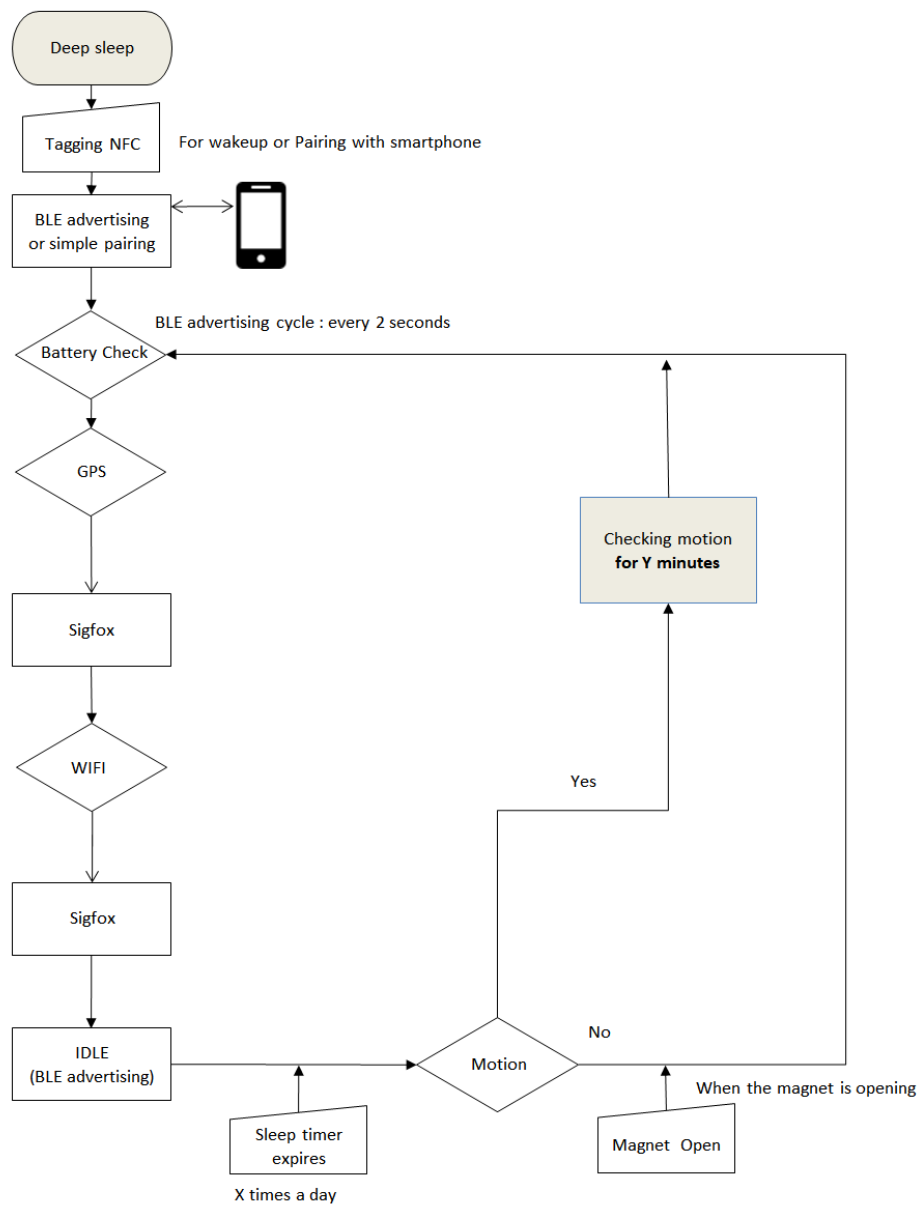 Deep sleep
Tagging NFC
For wakeup or Pairing with smartphone
BLE advertising
or simple pairing
BLE advertising cycle : every 2 seconds
Battery Check
GPS
Checking motion
for Y minutes
Sigfox
WIFI
Yes
Sigfox
No
IDLE
(BLE advertising)
Motion
When the magnet is opening
Sleep timer
expires
Magnet Open
X times a day